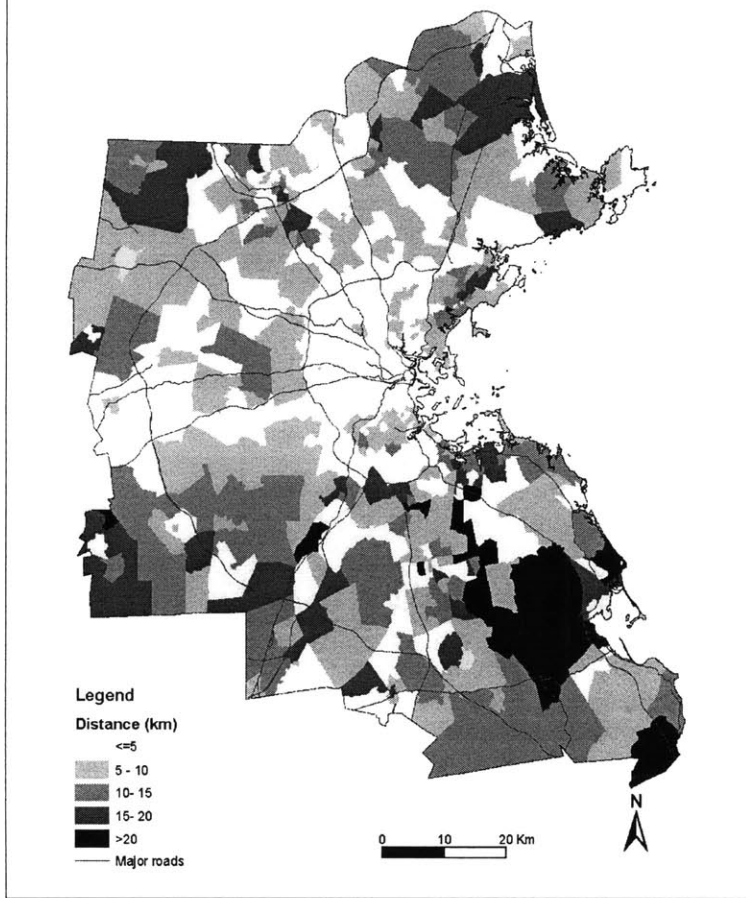 Legend
Distance (km)
<=5
5 - 10
10- 15
15- 20
>20
Major roads
N
0 10 20 Km